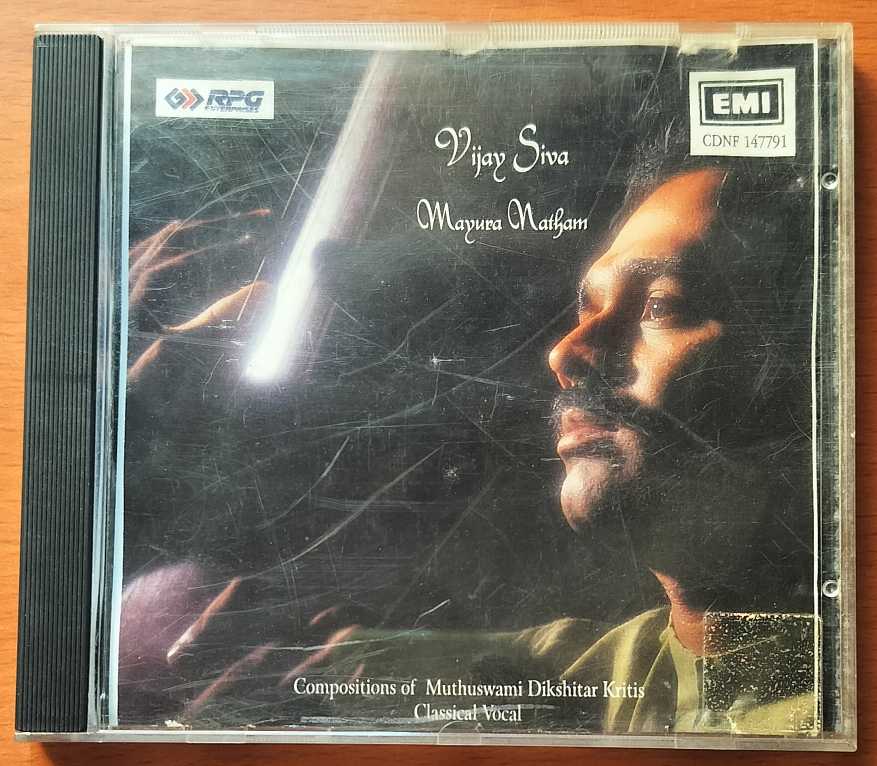 RPG
ENTERPRISES
EMI
CDNF 147791
Vijay Siva
Mayura Natham
Compositions of Muthuswami Dikshitar Kritis
Classical Vocal